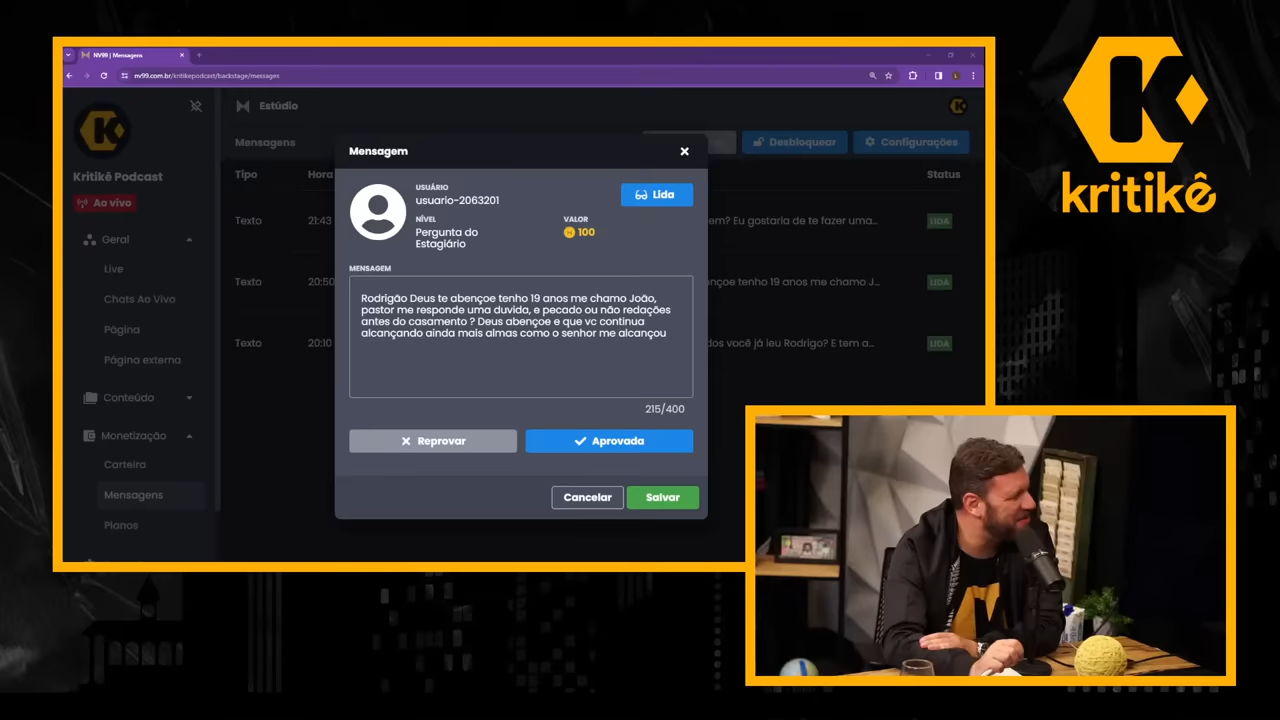 NV99 | Mensagens
nv99.com.br/kritikepodcast/backstage/messages
K
kritikê
Estúdio
Kritikê Podcast
Ao vivo
Geral
Live
Chats Ao Vivo
Página
Página externa
Conteúdo
Monetização
Carteira
Mensagens
Planos
Mensagens
Desbloquear
Configurações
Tipo
Hora
Status
Texto
21:43
em? Eu gostaria de te fazer uma...
LIDA
Texto
20:50
nçoe tenho 19 anos me chamo J...
LIDA
Texto
20:10
dos você já leu Rodrigo? E tem a...
LIDA
Mensagem
USUÁRIO
usuario-2063201
Lida
NÍVEL
VALOR
Pergunta do
Estagiário
100
MENSAGEM
Rodrigão Deus te abençoe tenho 19 anos me chamo João,
pastor me responde uma duvida, e pecado ou não redações
antes do casamento ? Deus abençoe e que vc continua
alcançando ainda mais almas como o senhor me alcançou
215/400
Reprovar
Aprovada
Cancelar
Salvar